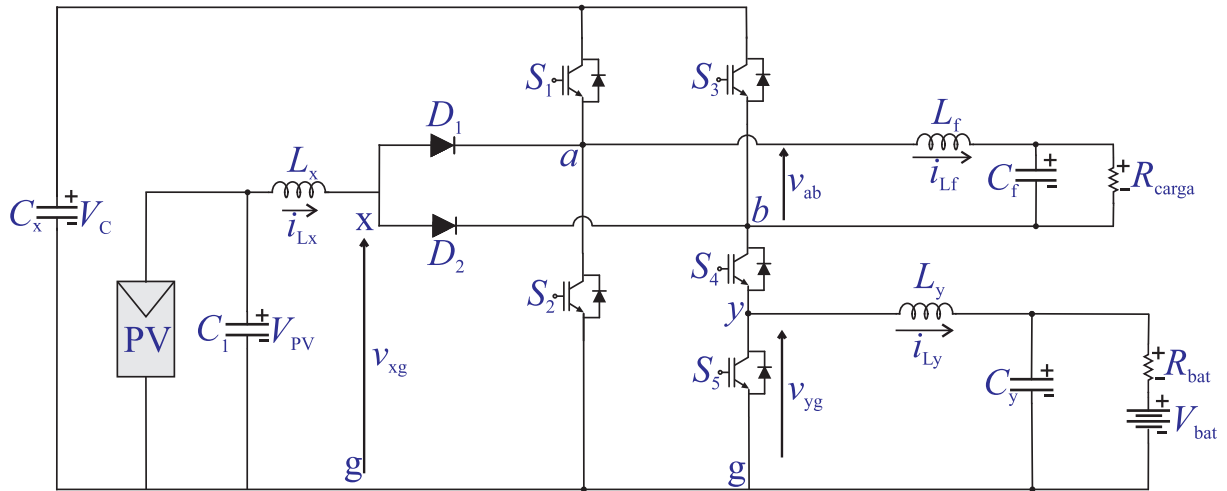 S1
S3
D1
Lf
a
Lx
iLf
Cf
Rcarga
vab
Cx
VC
iLx
x
b
D2
S4
S2
Ly
y
PV
C1
VPV
vxg
iLy
S5
vyg
Cy
Rbat
Vbat
g
g